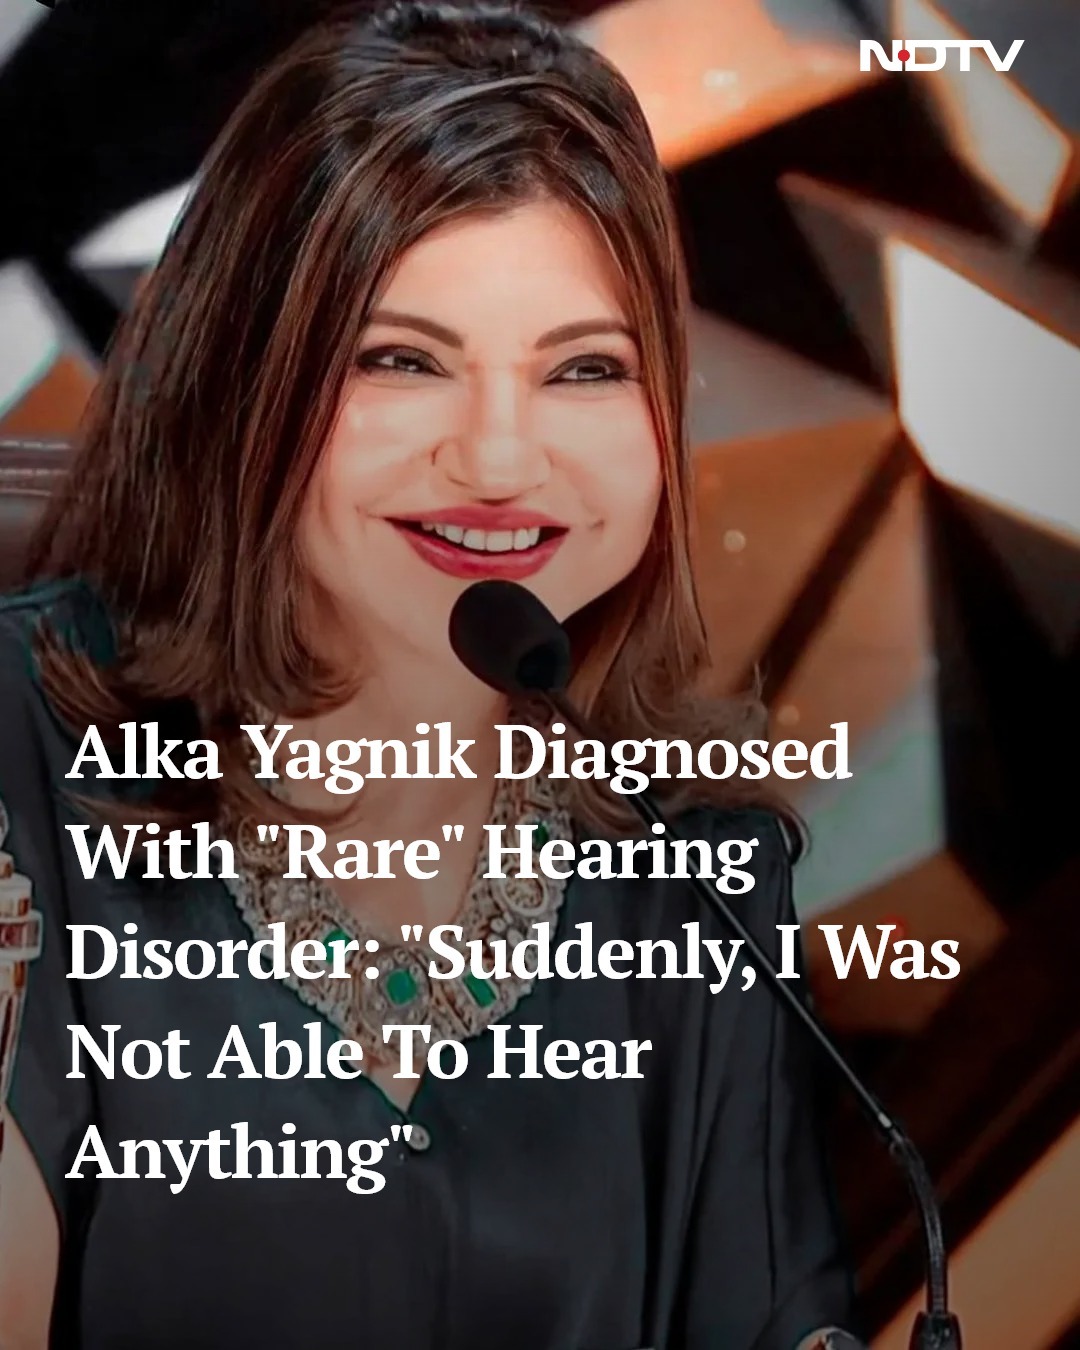 NDTV
Alka Yagnik Diagnosed
With "Rare" Hearing
Disorder: "Suddenly, I Was
Not Able To Hear
Anything"